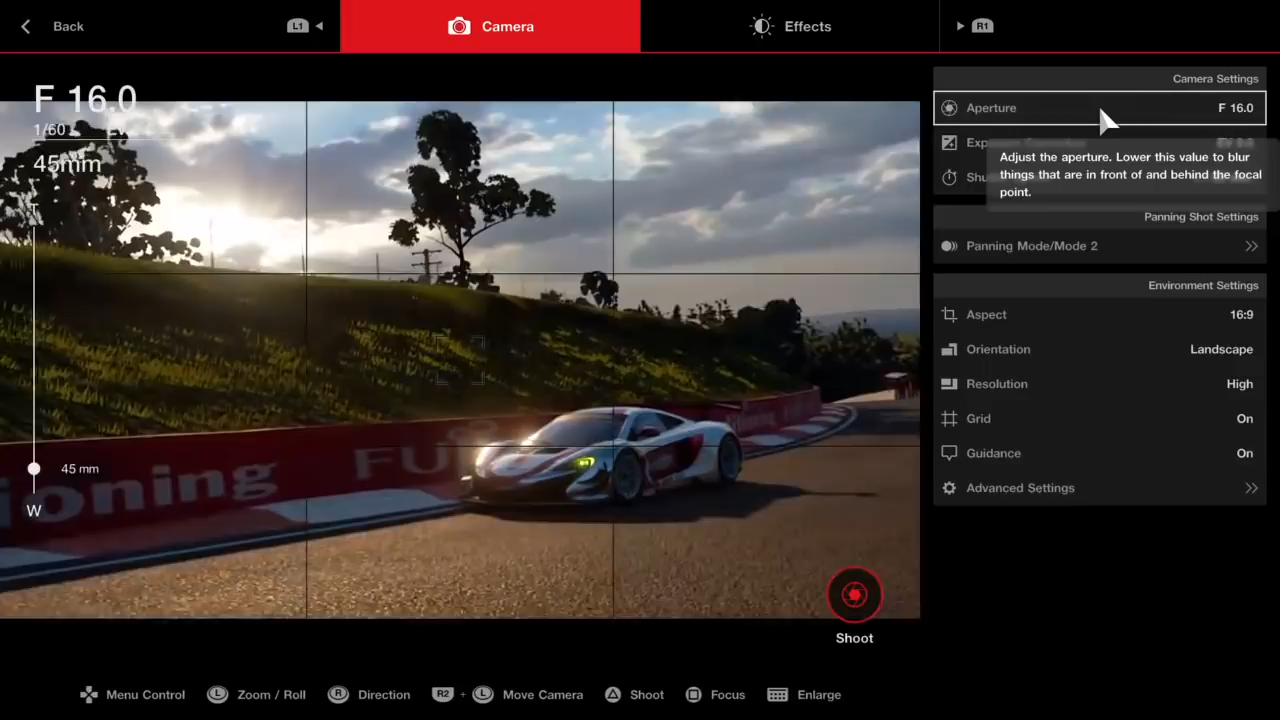 Back
L1
Camera
Effects
R1
F 16.0
1/60
45mm
T
45 mm
W
Camera Settings
Aperture
F 16.0
Adjust the aperture. Lower this value to blur
things that are in front of and behind the focal
point.
Panning Shot Settings
Panning Mode/Mode 2
Environment Settings
Aspect
16:9
Orientation
Landscape
Resolution
High
Grid
On
Guidance
On
Advanced Settings
ioning
Shoot
Menu Control
L
Zoom / Roll
R
Direction
R2 + L
Move Camera
Shoot
Focus
Enlarge